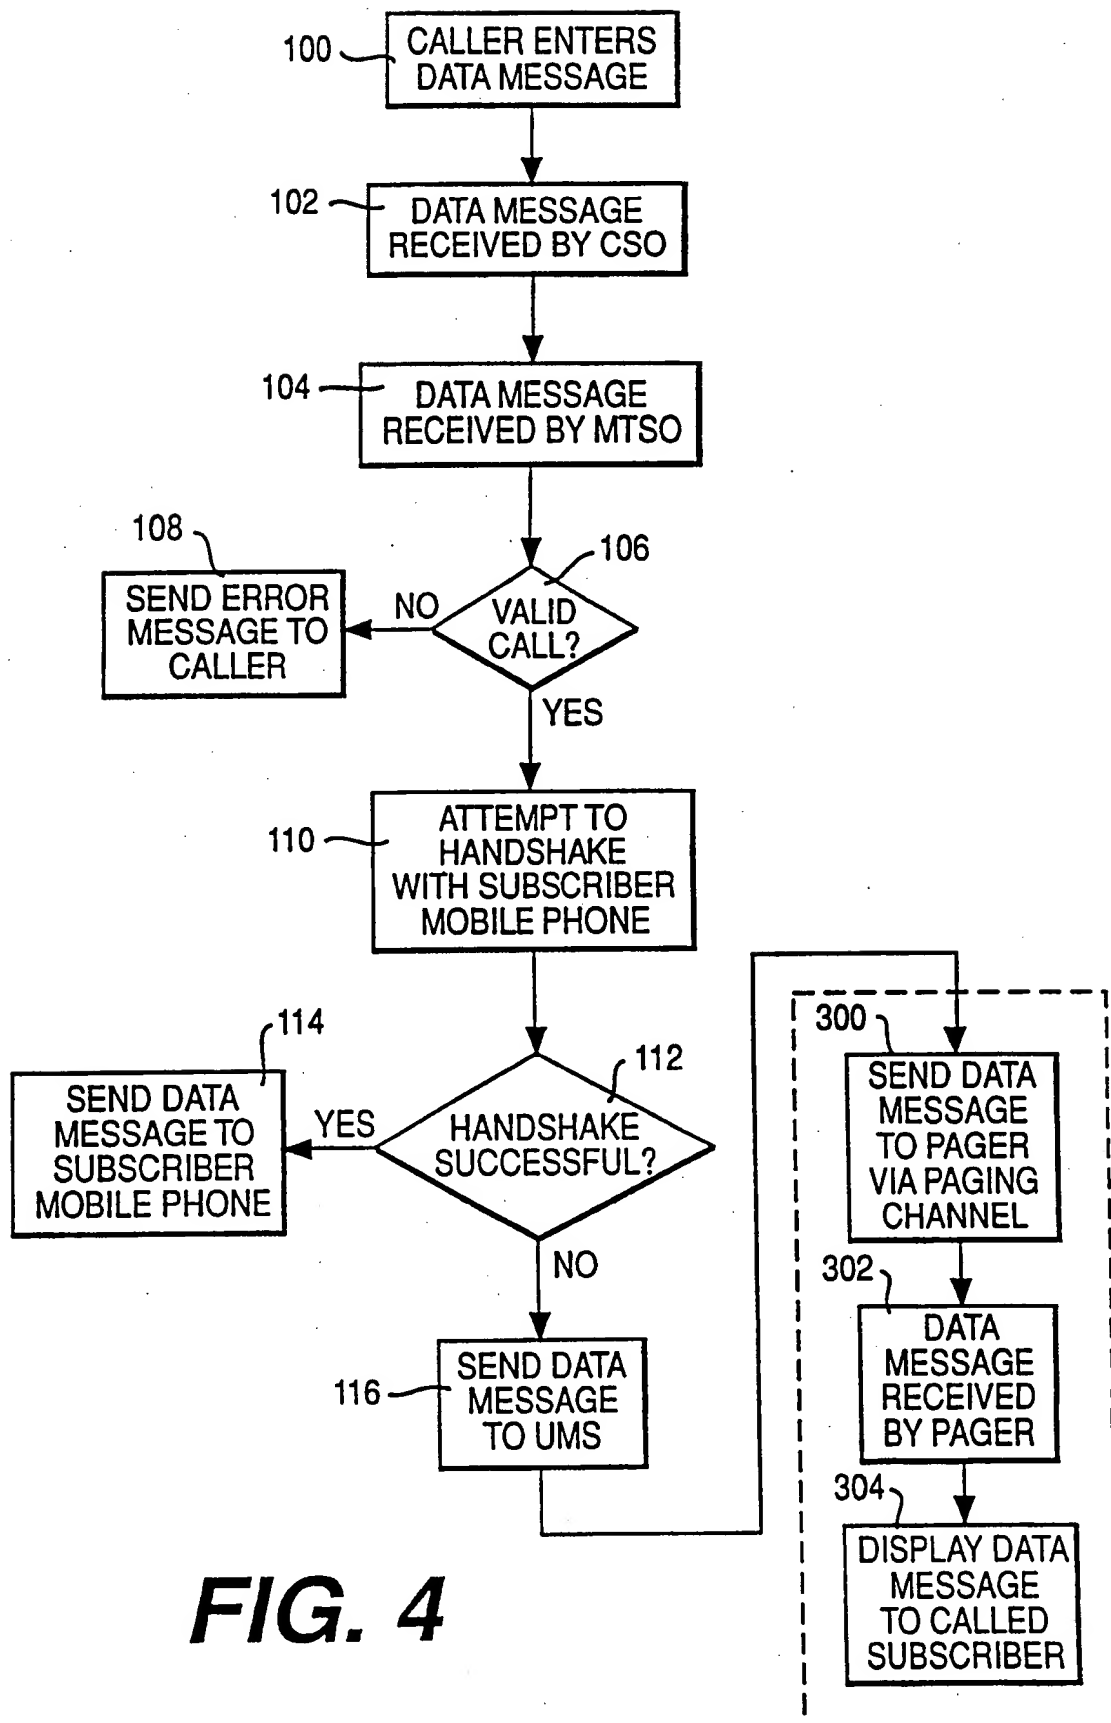 100
CALLER ENTERS
DATA MESSAGE
102
DATA MESSAGE
RECEIVED BY CSO
104
DATA MESSAGE
RECEIVED BY MTSO
106
VALID
CALL?
NO
108
SEND ERROR
MESSAGE TO
CALLER
YES
110
ATTEMPT TO
HANDSHAKE
WITH SUBSCRIBER
MOBILE PHONE
112
HANDSHAKE
SUCCESSFUL?
YES
114
SEND DATA
MESSAGE TO
SUBSCRIBER
MOBILE PHONE
NO
116
SEND DATA
MESSAGE
TO UMS
300
SEND DATA
MESSAGE
TO PAGER
VIA PAGING
CHANNEL
302
DATA
MESSAGE
RECEIVED
BY PAGER
304
DISPLAY DATA
MESSAGE
TO CALLED
SUBSCRIBER
FIG. 4